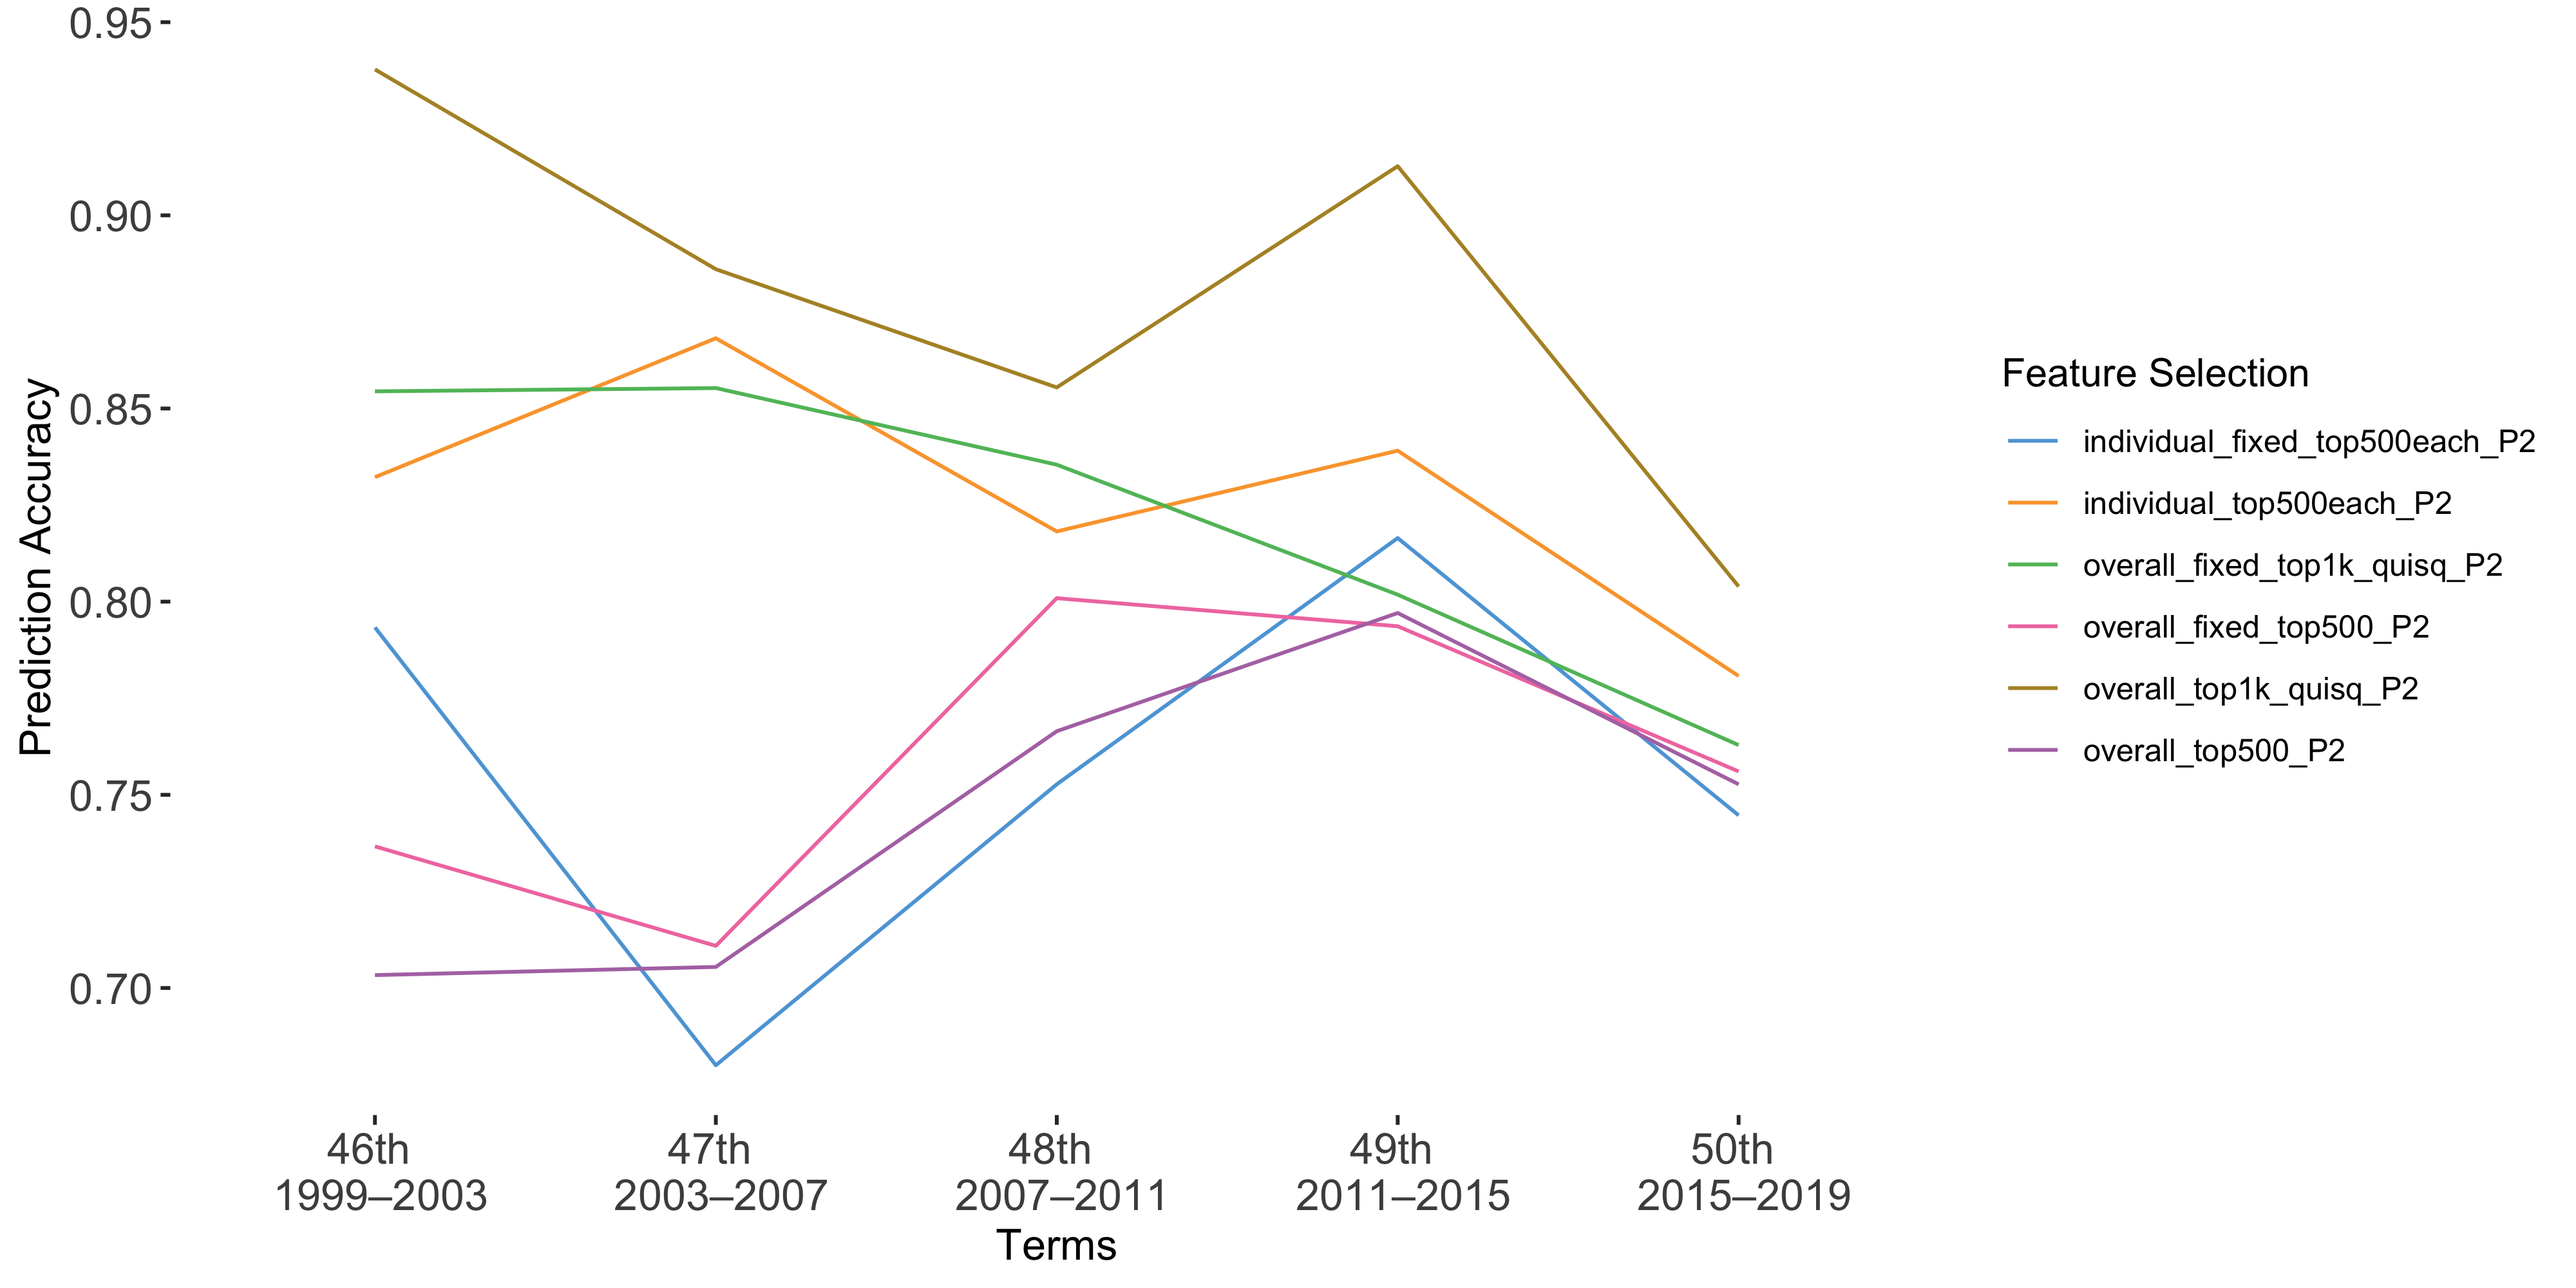 0.95
0.90
0.85
0.80
0.75
0.70
Prediction Accuracy
46th
1999–2003
47th
2003–2007
48th
2007–2011
49th
2011–2015
50th
2015–2019
Terms
Feature Selection
individual_fixed_top500each_P2
individual_top500each_P2
overall_fixed_top1k_quisq_P2
overall_fixed_top500_P2
overall_top1k_quisq_P2
overall_top500_P2